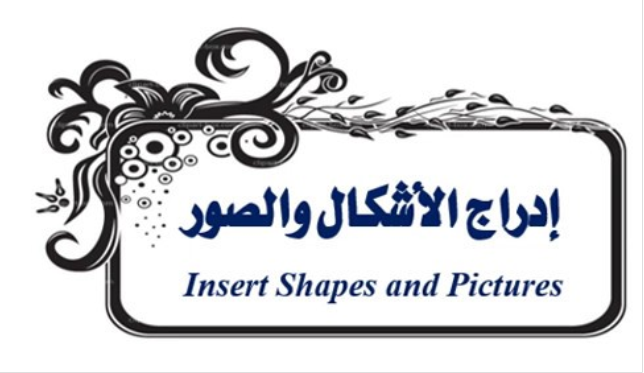 إدراج الأشكال والصور
Insert Shapes and Pictures